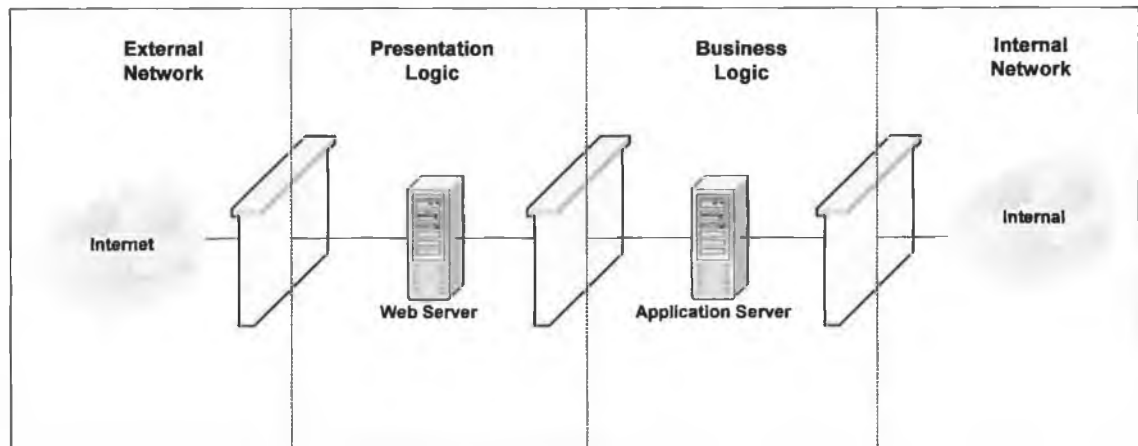 External
Network
Presentation
Logic
Business
Logic
Internal
Network
Internet
Web Server
Application Server
Internal